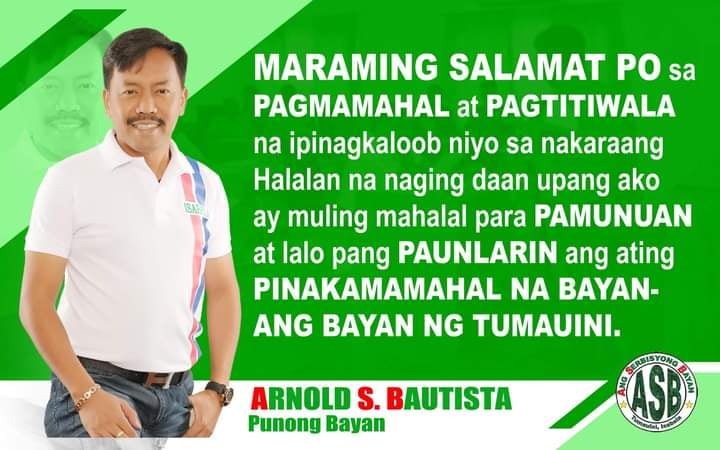 MARAMING SALAMAT PO sa
PAGMAMAHAL at PAGTITIWALA
na ipinagkaloob niyo sa nakaraang
Halalan na naging daan upang ako
ay muling mahalal para PAMUNUAN
at lalo pang PAUNLARIN ang ating
PINAKAMAMAHAL NA BAYAN-
ANG BAYAN NG TUMAUINI.
ARNOLD S. BAUTISTA
Punong Bayan
ANG SERBISYONG BAYAN
ASB
Tumauini, Isabela